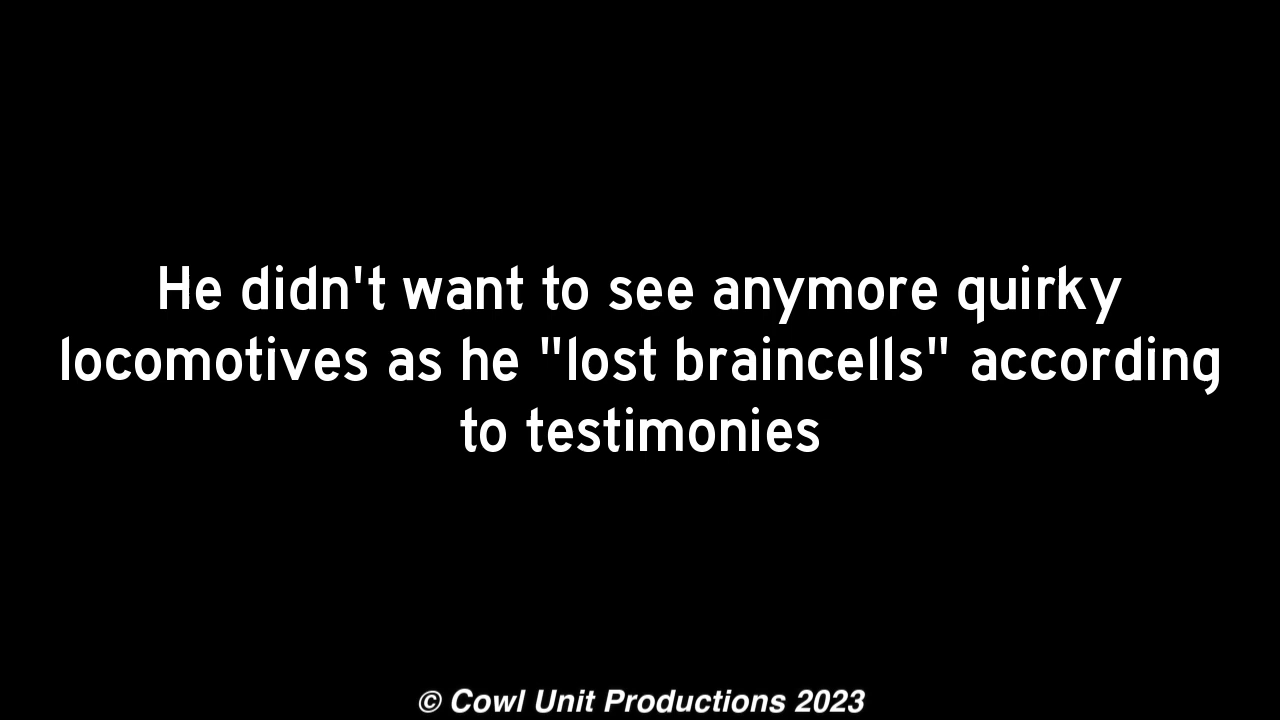 He didn't want to see anymore quirky
locomotives as he "lost braincells" according
to testimonies
© Cowl Unit Productions 2023